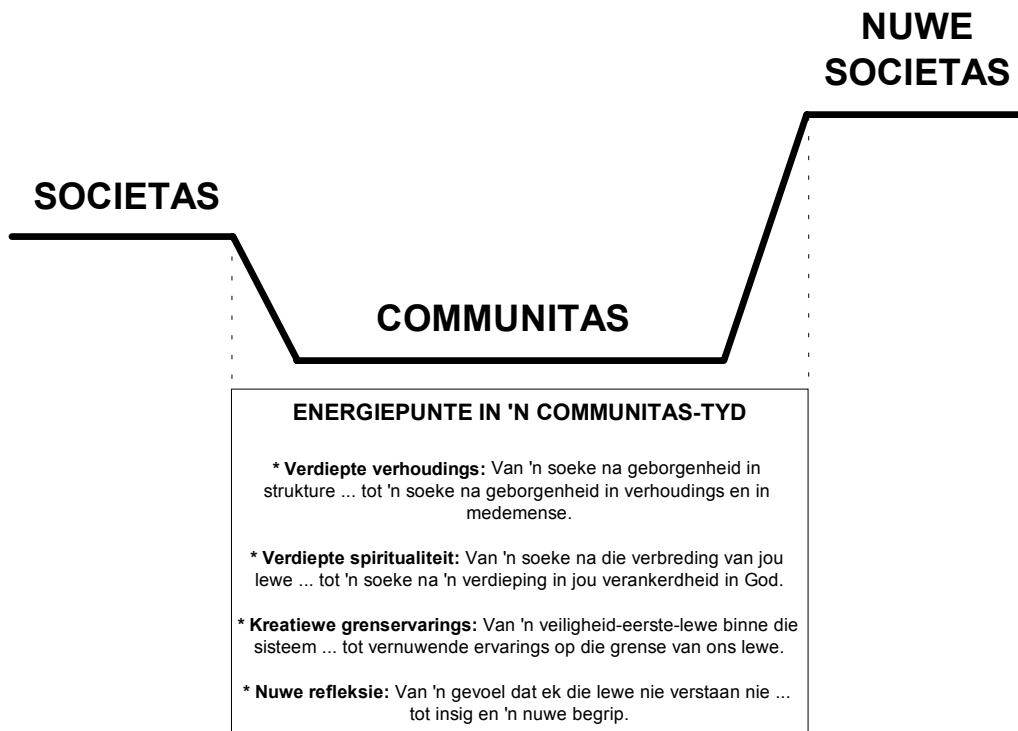 NUWE
SOCIETAS
SOCIETAS
COMMUNITAS
ENERGIEPUNTE IN 'N COMMUNITAS-TYD
* Verdiepte verhoudings: Van 'n soeke na geborgenheid in
strukture ... tot 'n soeke na geborgenheid in verhoudings en in
medemense.
* Verdiepte spiritualiteit: Van 'n soeke na die verbreding van jou
lewe ... tot 'n soeke na 'n verdieping in jou verankerdheid in God.
* Kreatiewe grenservarings: Van 'n veiligheid-eerste-lewe binne die
sisteem ... tot vernuwende ervarings op die grense van ons lewe.
* Nuwe refleksie: Van 'n gevoel dat ek die lewe nie verstaan nie ...
tot insig en 'n nuwe begrip.